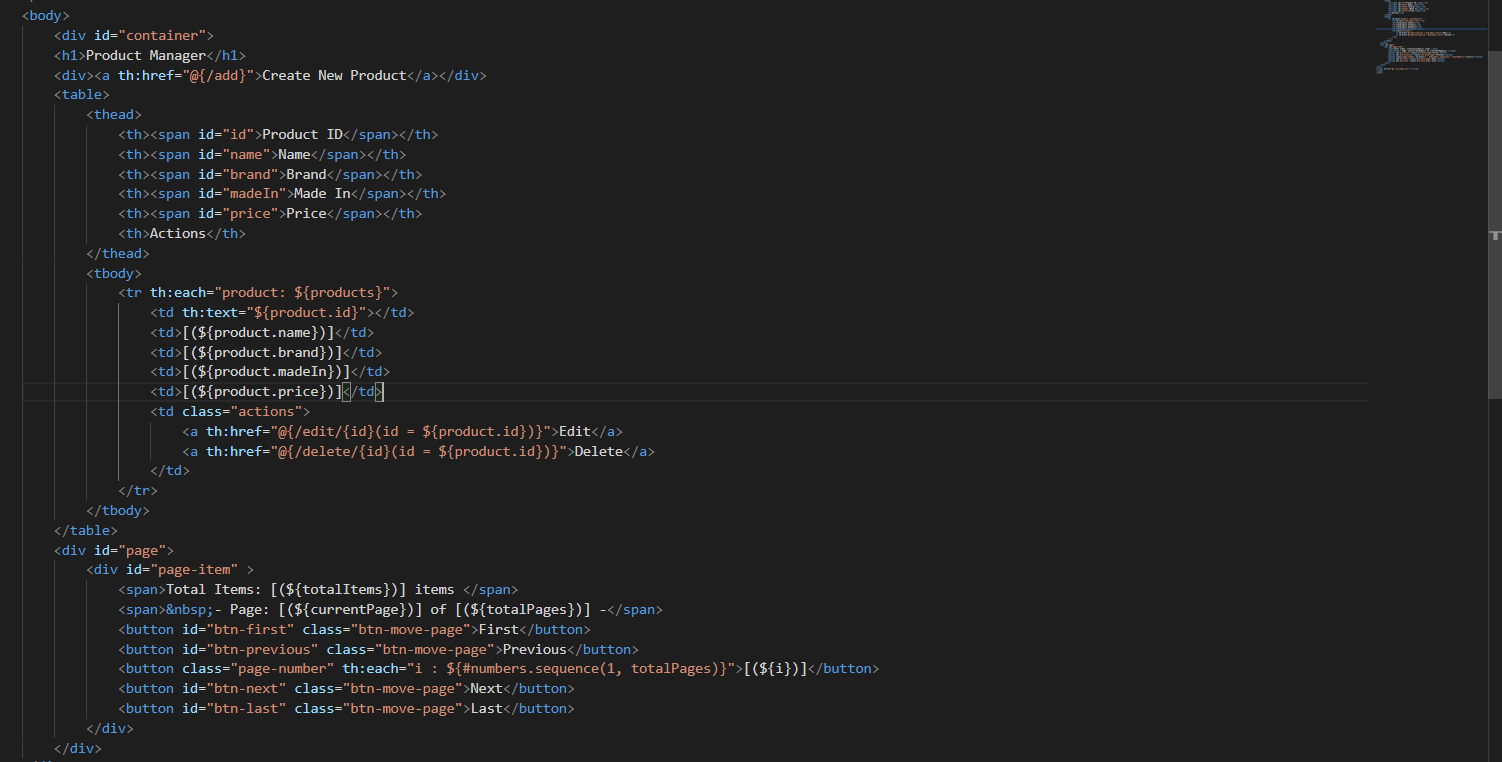 <body>
<div id="container">
<h1>Product Manager</h1>
<div><a th:href="@{/add}">Create New Product</a></div>
<table>
<thead>
<th><span id="id">Product ID</span></th>
<th><span id="name">Name</span></th>
<th><span id="brand">Brand</span></th>
<th><span id="madeIn">Made In</span></th>
<th><span id="price">Price</span></th>
<th>Actions</th>
</thead>
<tbody>
<tr th:each="product: ${products}">
<td th:text="${product.id}"></td>
<td>[(${product.name})]</td>
<td>[(${product.brand})]</td>
<td>[(${product.madeIn})]</td>
<td>[(${product.price})]</td>
<td class="actions">
<a th:href="@{/edit/{id}(id = ${product.id})}">Edit</a>
<a th:href="@{/delete/{id}(id = ${product.id})}">Delete</a>
</td>
</tr>
</tbody>
</table>
<div id="page">
<div id="page-item" >
<span>Total Items: [(${totalItems})] items </span>
<span>&nbsp;- Page: [(${currentPage})] of [(${totalPages})] -</span>
<button id="btn-first" class="btn-move-page">First</button>
<button id="btn-previous" class="btn-move-page">Previous</button>
<button class="page-number" th:each="i : ${#numbers.sequence(1, totalPages)}">[(${i})]</button>
<button id="btn-next" class="btn-move-page">Next</button>
<button id="btn-last" class="btn-move-page">Last</button>
</div>
</div>